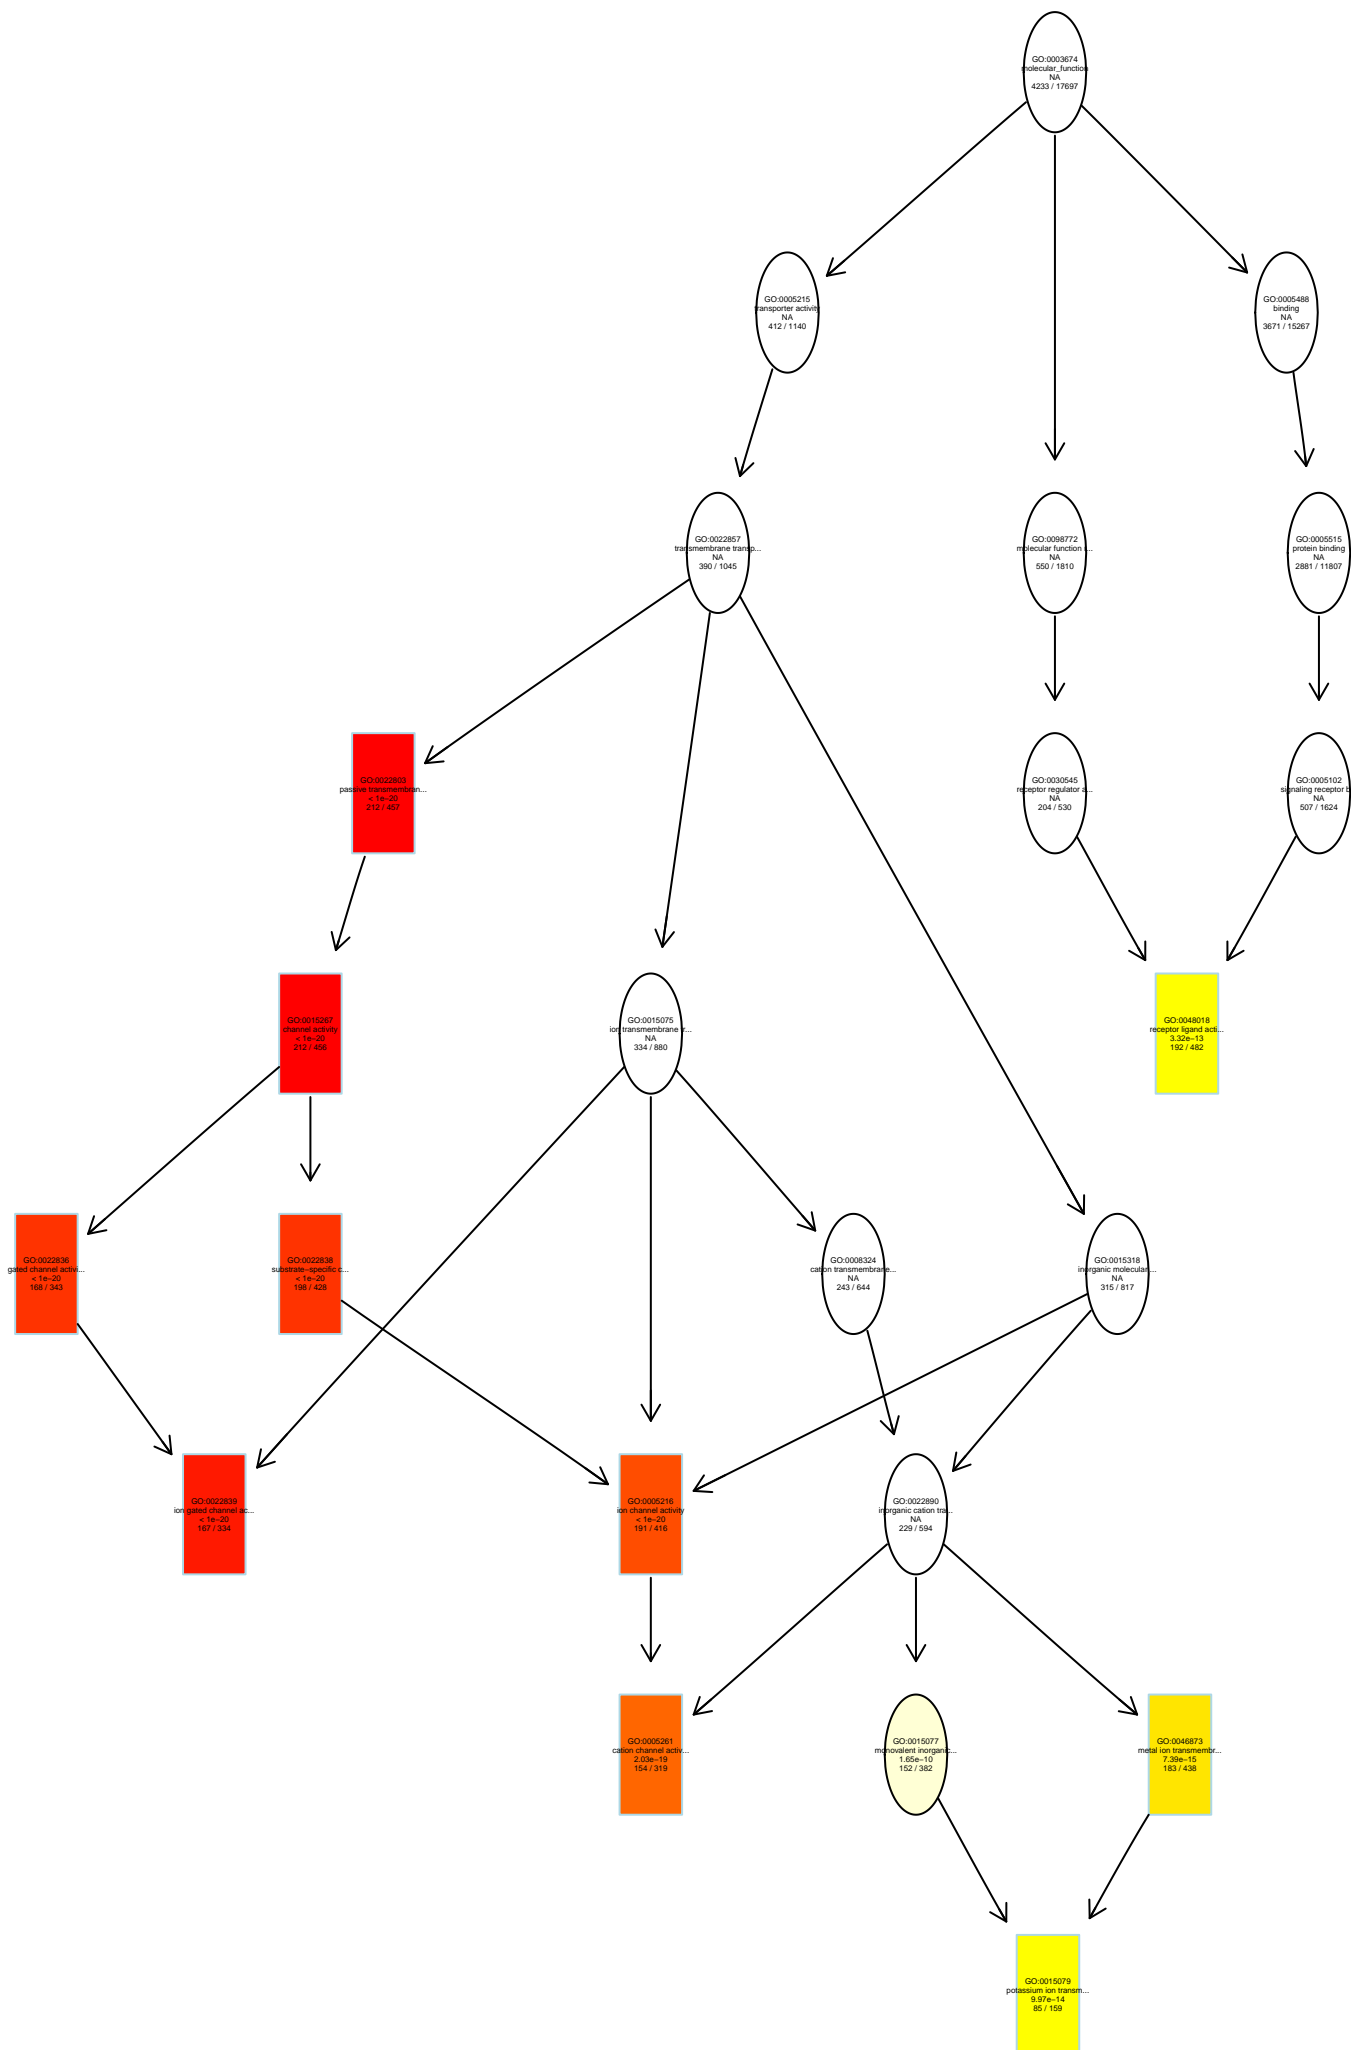 GO:0003674
molecular_function
NA
4233 / 17697
GO:0005215
transporter activity
NA
412 / 1140
GO:0005488
binding
NA
3671 / 15267
GO:0022857
transmembrane transp...
NA
390 / 1045
GO:0098772
molecular function r...
NA
550 / 1810
GO:0005515
protein binding
NA
2881 / 11807
GO:0022803
passive transmembran...
< 1e−20
212 / 457
GO:0030545
receptor regulator a...
NA
204 / 530
GO:0005102
signaling receptor b
NA
507 / 1624
GO:0015267
channel activity
< 1e−20
212 / 456
GO:0015075
ion transmembrane tr...
NA
334 / 880
GO:0048018
receptor ligand acti...
3.32e−13
192 / 482
GO:0022836
gated channel activi...
< 1e−20
168 / 343
GO:0022838
substrate−specific c...
< 1e−20
198 / 428
GO:0008324
cation transmembrane...
NA
243 / 644
GO:0015318
inorganic molecular ...
NA
315 / 817
GO:0022839
ion gated channel ac...
< 1e−20
167 / 334
GO:0005216
ion channel activity
< 1e−20
191 / 416
GO:0022890
inorganic cation tra...
NA
229 / 594
GO:0005261
cation channel activ...
2.03e−19
154 / 319
GO:0015077
monovalent inorganic...
1.65e−10
152 / 382
GO:0046873
metal ion transmembr...
7.39e−15
183 / 438
GO:0015079
potassium ion transm...
9.97e−14
85 / 159